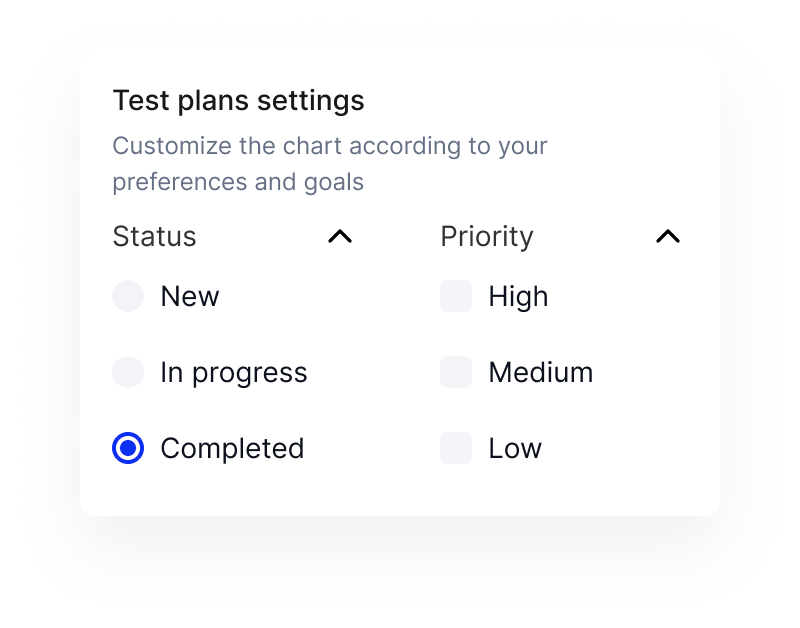 Test plans settings
Customize the chart according to your
preferences and goals
Status
New
In progress
Completed
Priority
High
Medium
Low